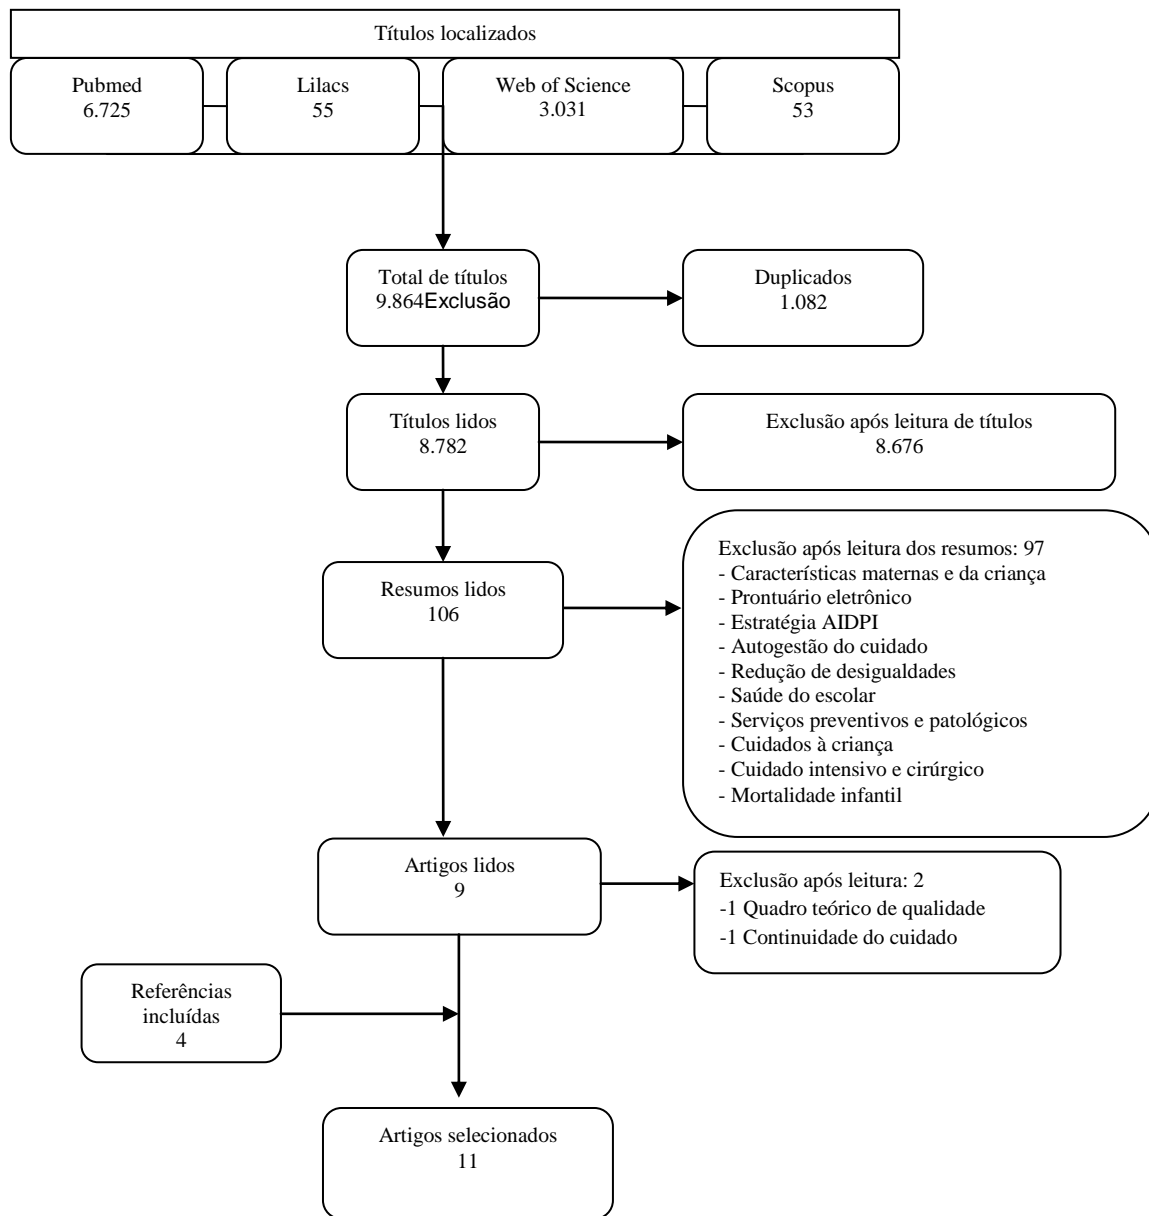 Títulos localizados
Pubmed
6.725
Lilacs
55
Web of Science
3.031
Scopus
53
Total de títulos
9.864Exclusão
Duplicados
1.082
Títulos lidos
8.782
Exclusão após leitura de títulos
8.676
Resumos lidos
106
Exclusão após leitura dos resumos: 97
- Características maternas e da criança
- Prontuário eletrônico
- Estratégia AIDPI
- Autogestão do cuidado
- Redução de desigualdades
- Saúde do escolar
- Serviços preventivos e patológicos
- Cuidados à criança
- Cuidado intensivo e cirúrgico
- Mortalidade infantil
Artigos lidos
9
Exclusão após leitura: 2
-1 Quadro teórico de qualidade
-1 Continuidade do cuidado
Referências
incluídas
4
Artigos selecionados
11